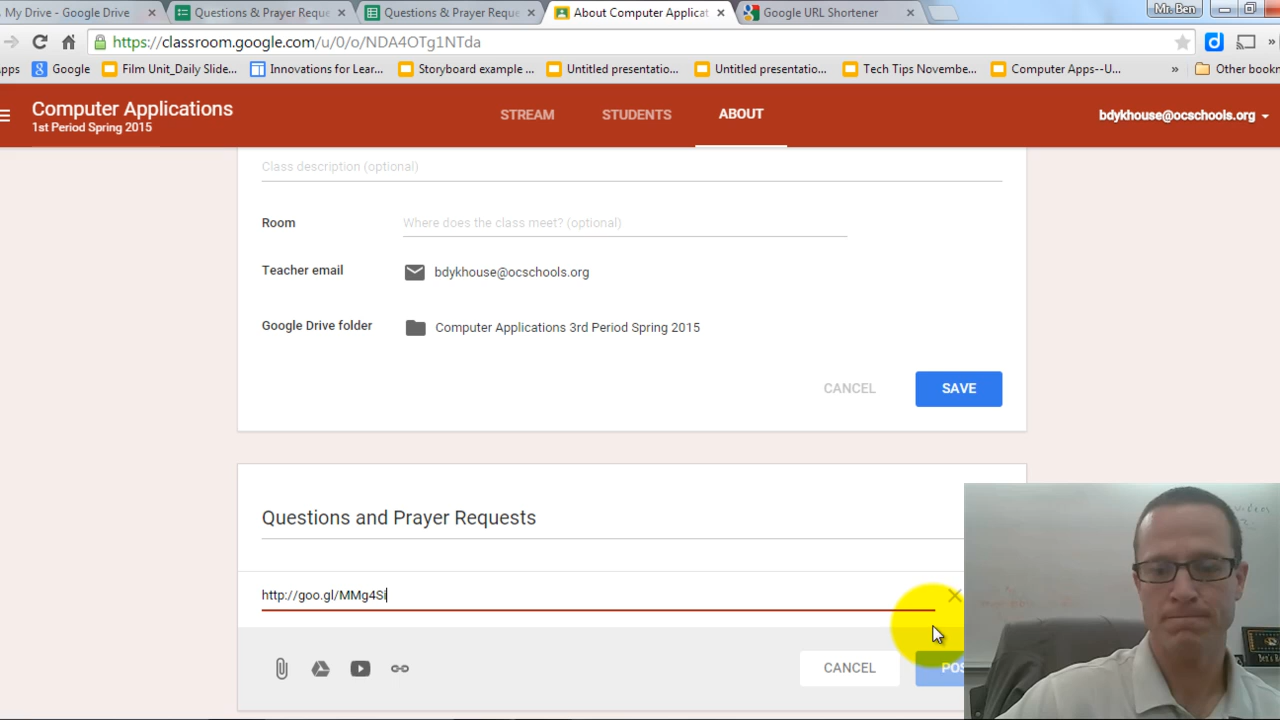 My Drive - Google Drive
Questions & Prayer Reque
Questions & Prayer Reque
About Computer Applicat
Google URL Shortener
Mr. Ben
https://classroom.google.com/u/0/o/NDA4OTg1NTda
Google
Film Unit_Daily Slide...
Innovations for Lear...
Storyboard example ...
Untitled presentatio...
Untitled presentatio...
Tech Tips Novembe...
Computer Apps--U...
»
Other bookm
Computer Applications
1st Period Spring 2015
STREAM
STUDENTS
ABOUT
bdykhouse@ocschools.org
Class description (optional)
Room
Where does the class meet? (optional)
Teacher email
bdykhouse@ocschools.org
Google Drive folder
Computer Applications 3rd Period Spring 2015
CANCEL
SAVE
Questions and Prayer Requests
http://goo.gl/MMg4Si
CANCEL
POS